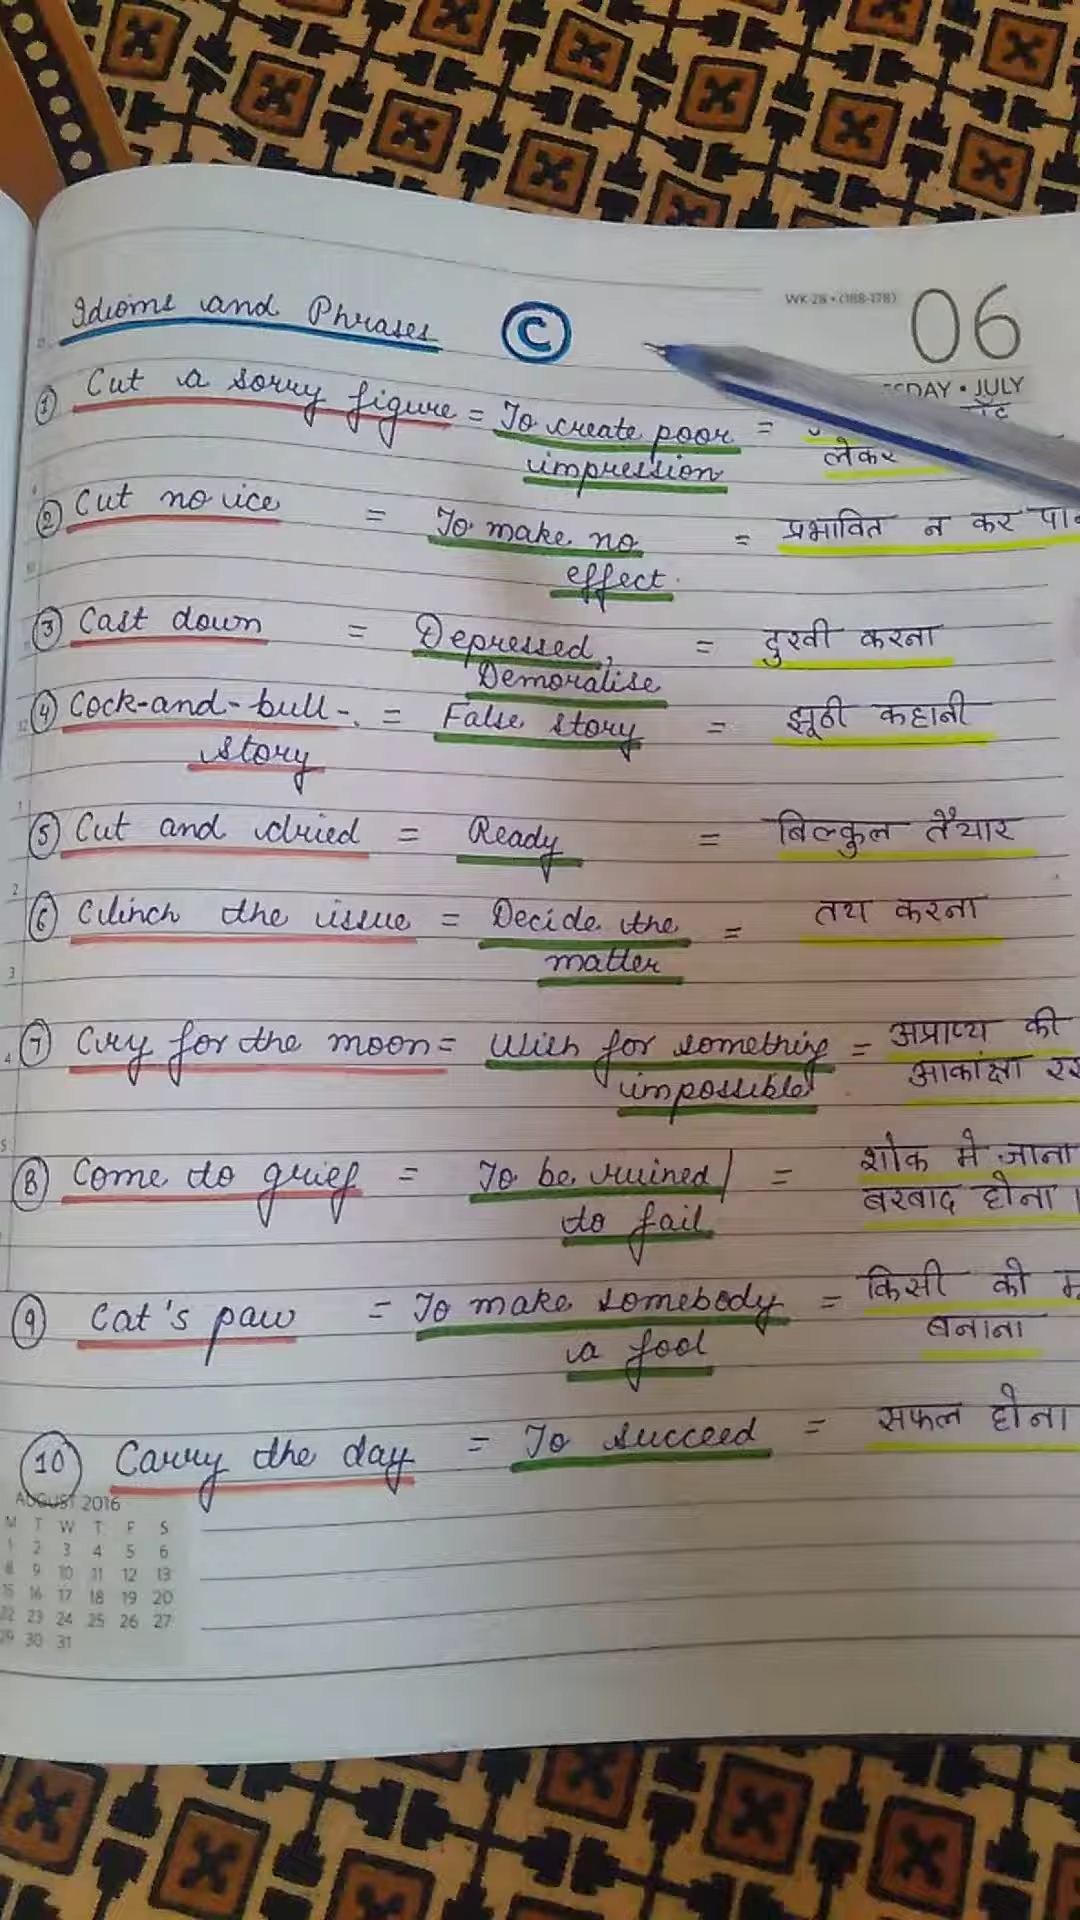 WK 28 • (188-178)
06
Idioms and Phrases C
SDAY • JULY
① Cut a sorry figure = To create poor =
impression लेकर
② Cut no ice = To make no = प्रभावित न कर
effect.
③ Cast down = Depressed, = दुखी करना
Demoralise
④ Cock-and-bull- = False story = झूठी कहानी
story
⑤ Cut and dried = Ready = बिल्कुल तैयार
⑥ Clinch the issue = Decide the = तय करना
matter
⑦ Cry for the moon = Wish for something = अप्राप्य की
impossible आकांक्षा
⑧ Come to grief = To be ruined/ = शोक मे जाना
to fail बरबाद होना।
⑨ Cat's paw = To make somebody = किसी को
a fool बनाना
⑩ Carry the day = To succeed = सफल होना
AUGUST 2016
M T W T F S
1 2 3 4 5 6
8 9 10 11 12 13
15 16 17 18 19 20
22 23 24 25 26 27
29 30 31